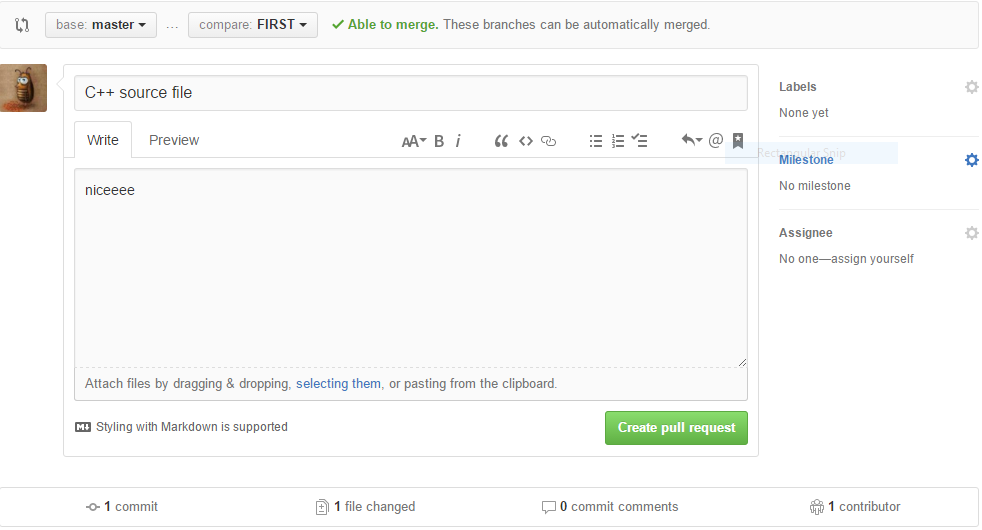 base: master ... compare: FIRST Able to merge. These branches can be automatically merged.
C++ source file
Labels
None yet
Write Preview AA B i @
Rectangular Snip
Milestone
No milestone
niceeee
Assignee
No one—assign yourself
Attach files by dragging & dropping, selecting them, or pasting from the clipboard.
Styling with Markdown is supported
Create pull request
1 commit 1 file changed 0 commit comments 1 contributor